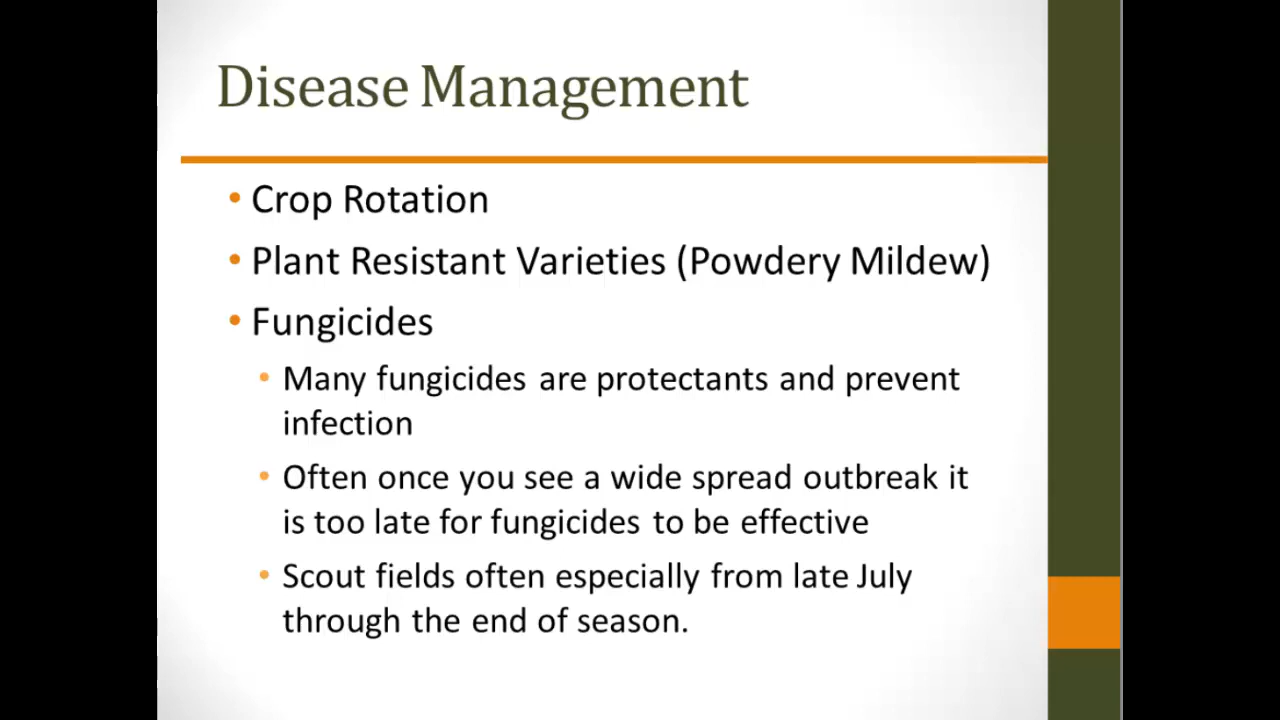 Disease Management
• Crop Rotation
• Plant Resistant Varieties (Powdery Mildew)
• Fungicides
• Many fungicides are protectants and prevent
infection
• Often once you see a wide spread outbreak it
is too late for fungicides to be effective
• Scout fields often especially from late July
through the end of season.